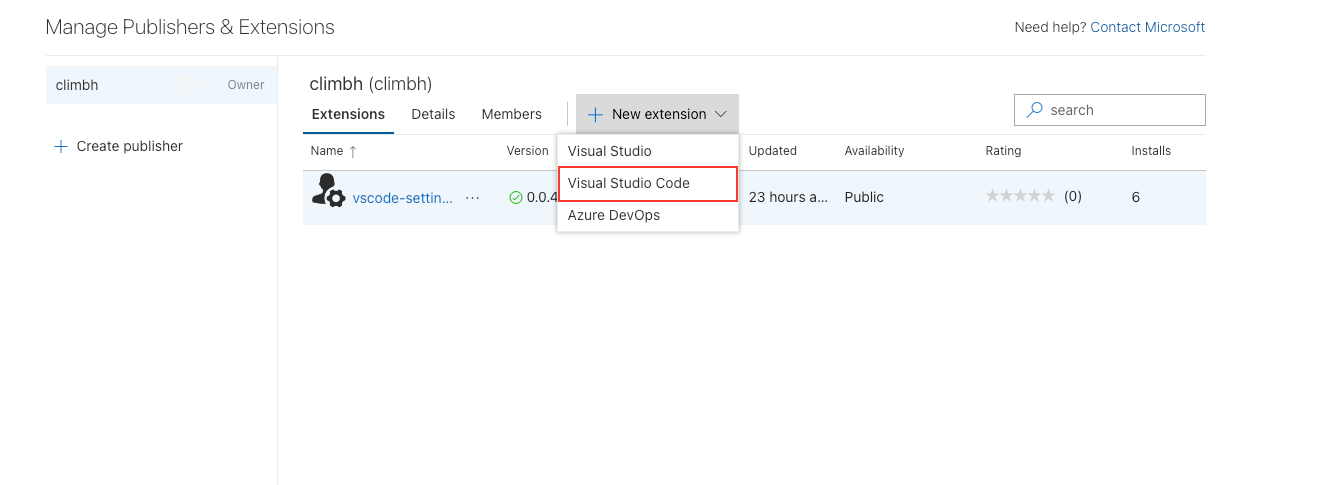 Manage Publishers & Extensions
Need help? Contact Microsoft
climbh Owner
Create publisher
climbh (climbh)
Extensions Details Members New extension
search
Name ↑ Version Updated Availability Rating Installs
Visual Studio
Visual Studio Code
Azure DevOps
vscode-settin... ... 0.0.4 23 hours a... Public (0) 6